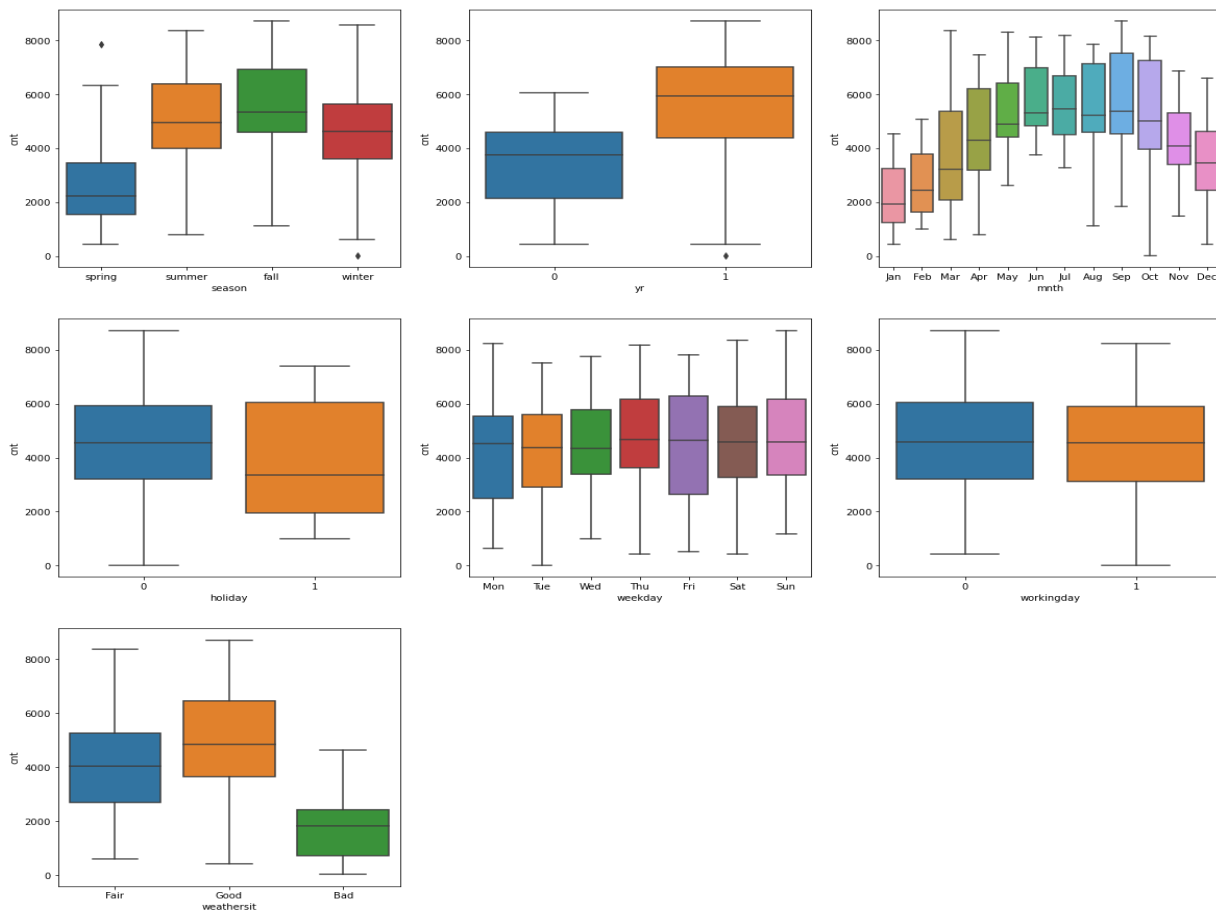 8000
6000
4000
2000
0
cnt
spring summer fall winter
season
8000
6000
4000
2000
0
cnt
0 1
yr
8000
6000
4000
2000
0
cnt
Jan Feb Mar Apr May Jun Jul Aug Sep Oct Nov Dec
mnth
8000
6000
4000
2000
0
cnt
0 1
holiday
8000
6000
4000
2000
0
cnt
Mon Tue Wed Thu Fri Sat Sun
weekday
8000
6000
4000
2000
0
cnt
0 1
workingday
8000
6000
4000
2000
0
cnt
Fair Good Bad
weathersit